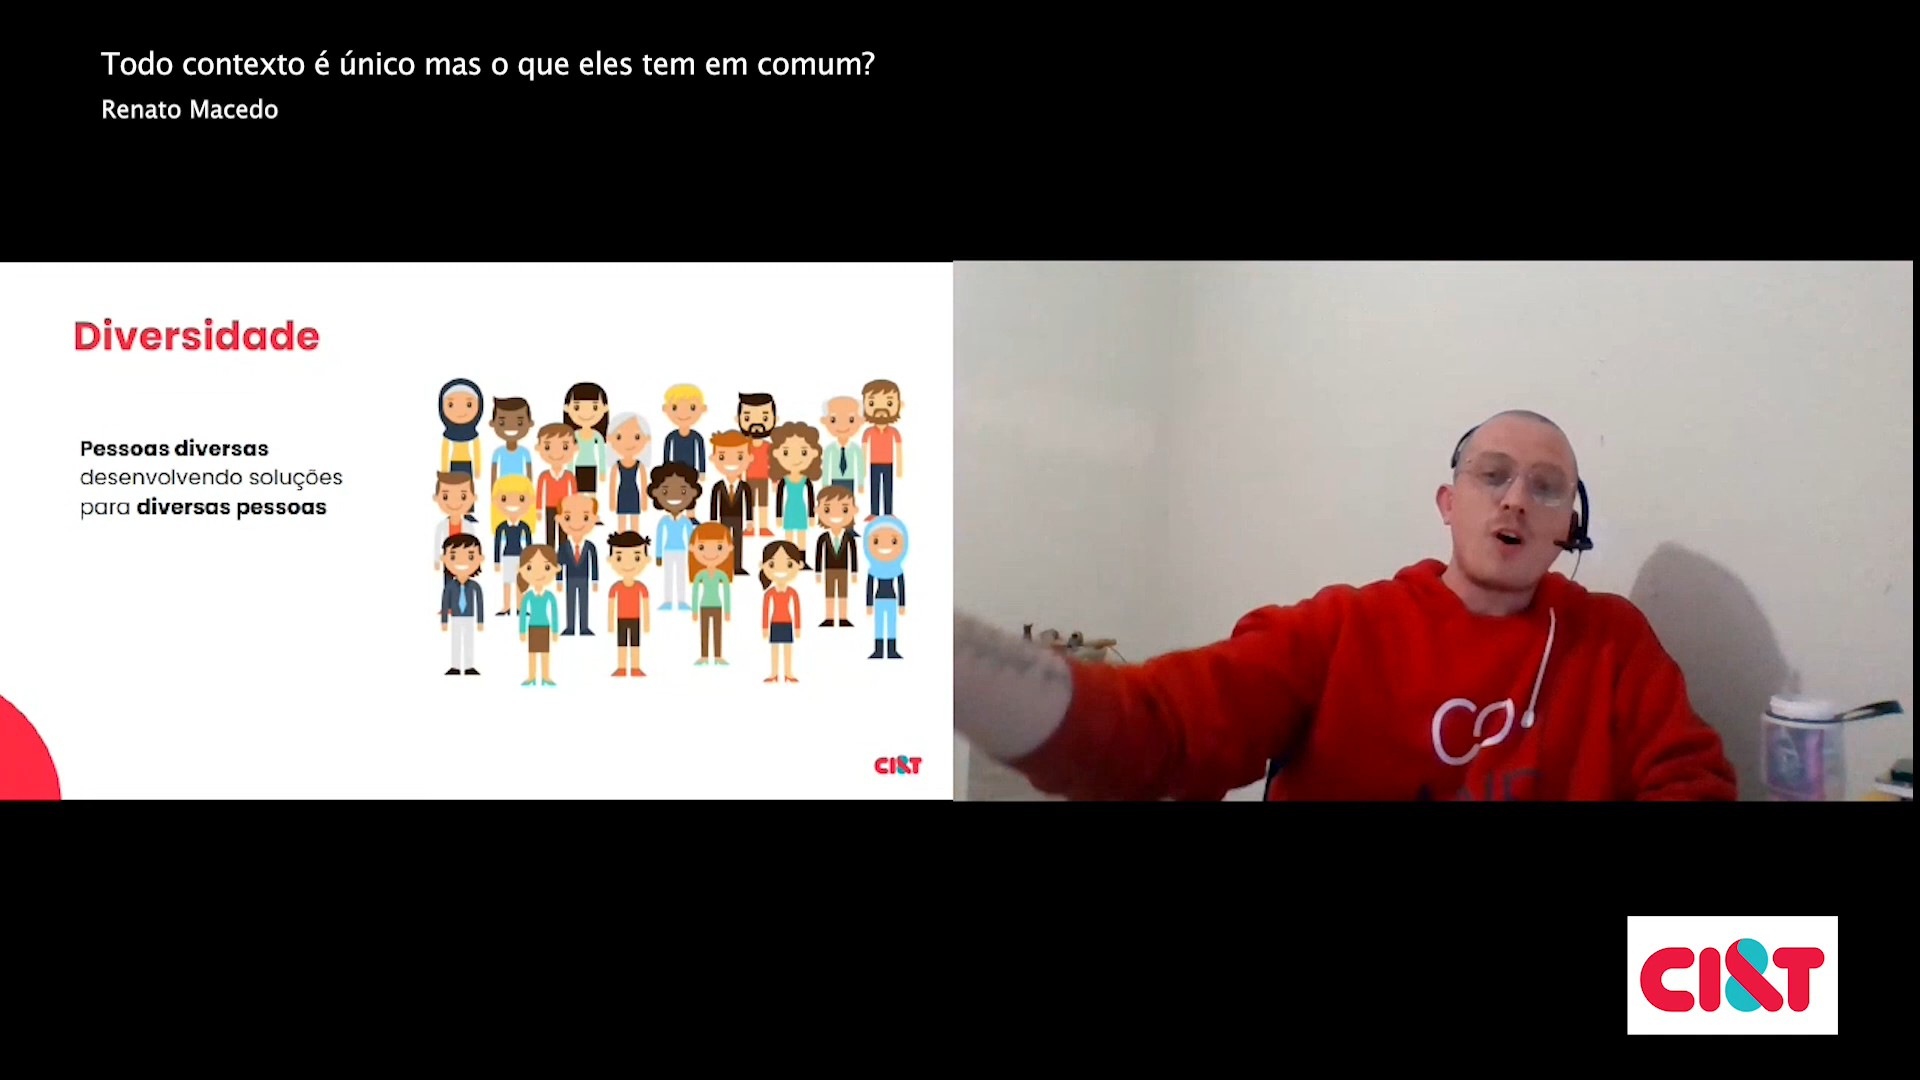 Todo contexto é único mas o que eles tem em comum?
Renato Macedo
Diversidade
Pessoas diversas
desenvolvendo soluções
para diversas pessoas
CI&T
CI&T